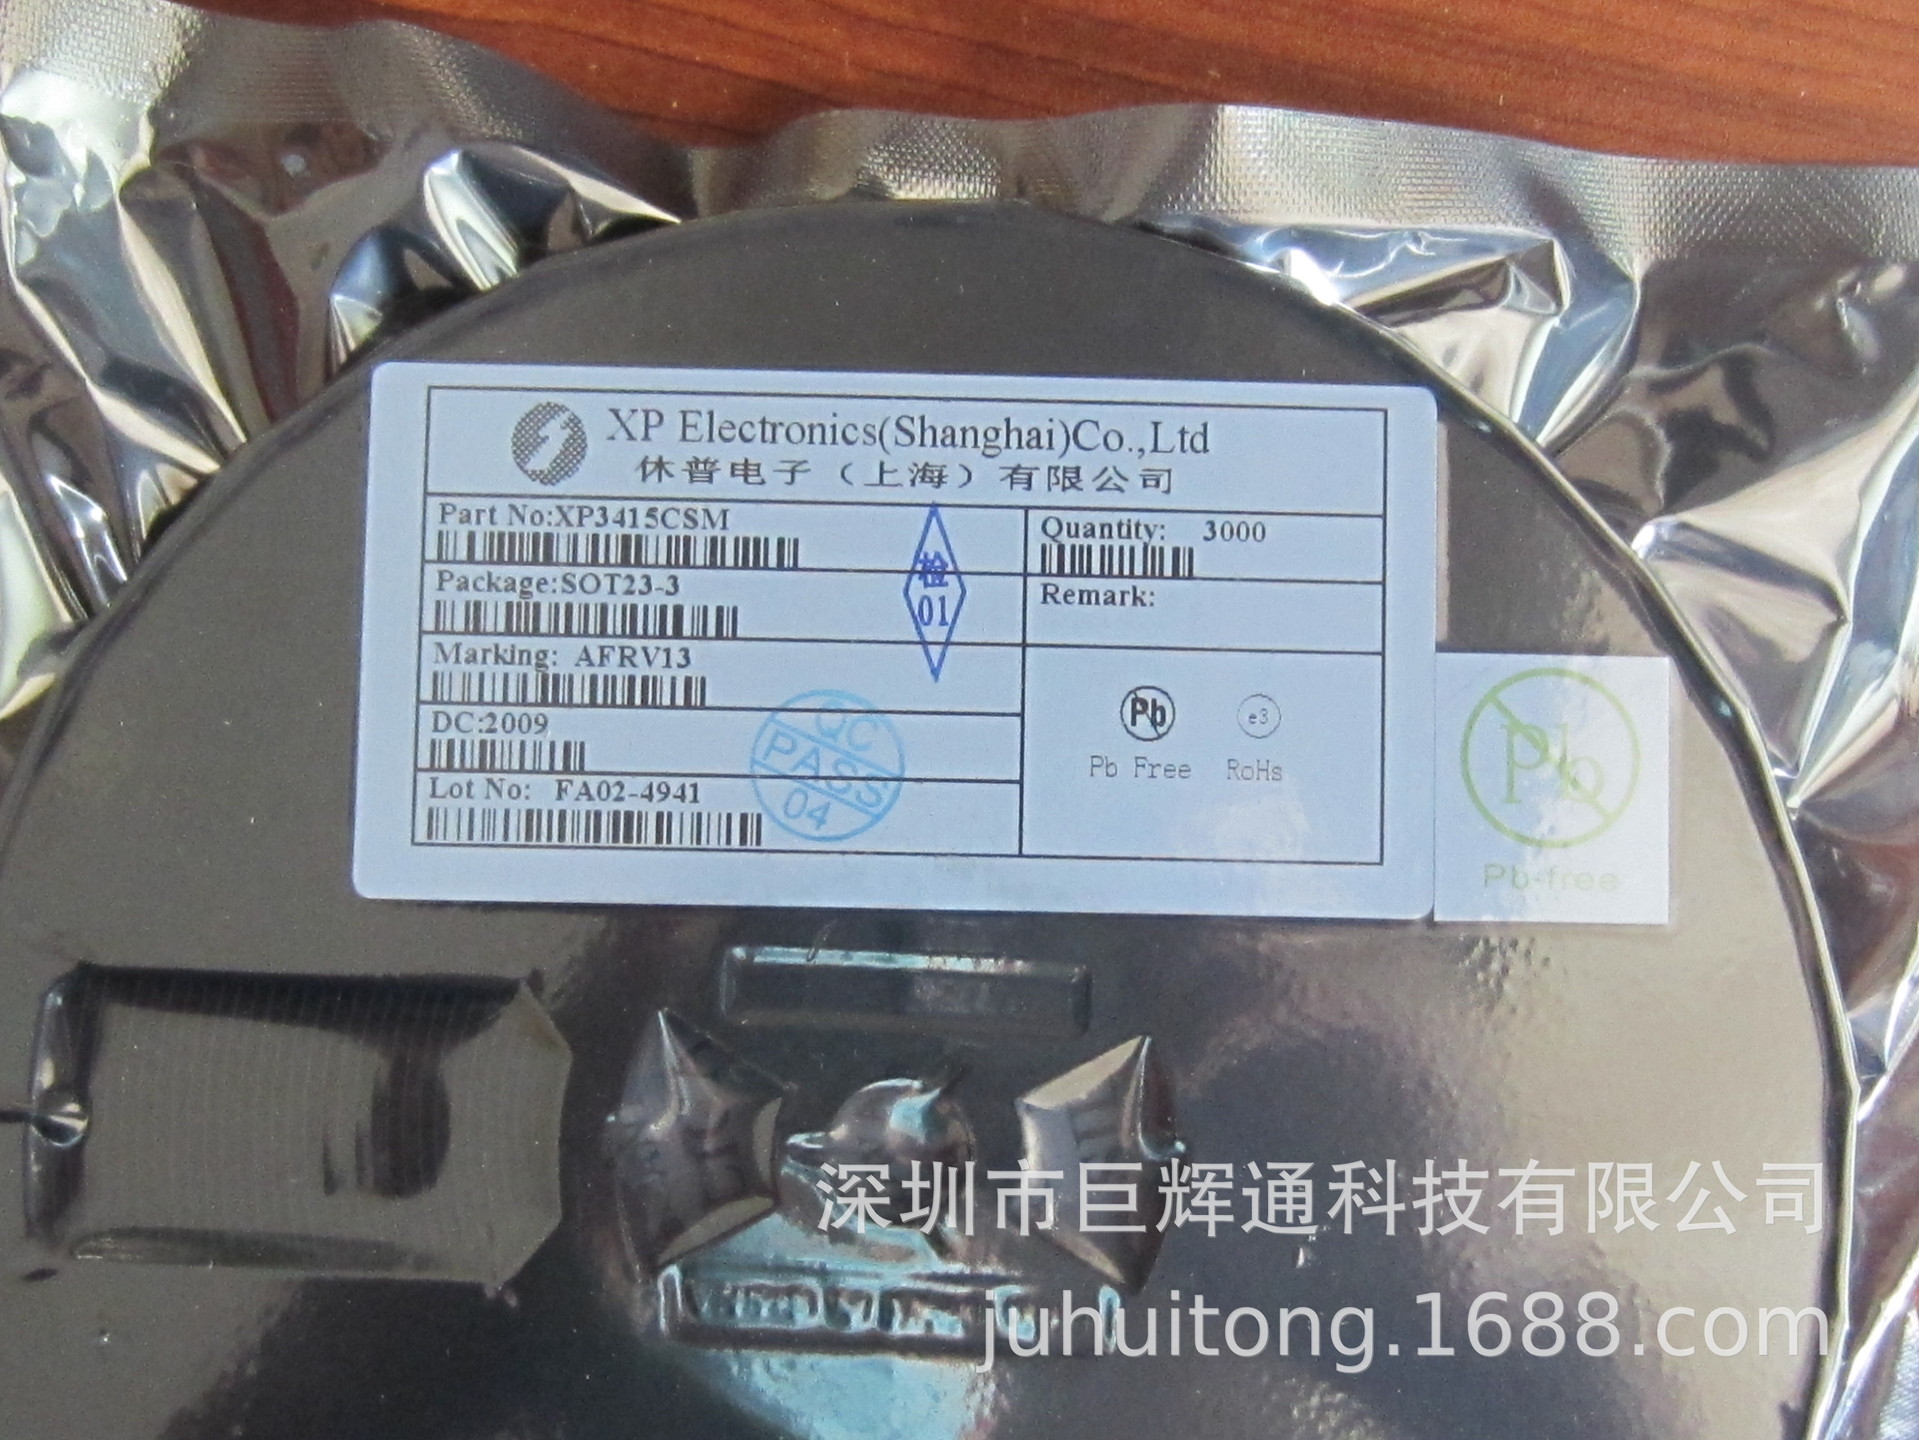 XP Electronics(Shanghai)Co.,Ltd
休普电子（上海）有限公司
Part No:XP3415CSM
Quantity: 3000
检
01
Package:SOT23-3
Remark:
Marking: AFRV13
DC:2009
QC
PASS
04
Lot No: FA02-4941
Pb
Pb Free
e3
RoHs
Pb
Pb-free
深圳市巨辉通科技有限公司
juhuitong.1688.com